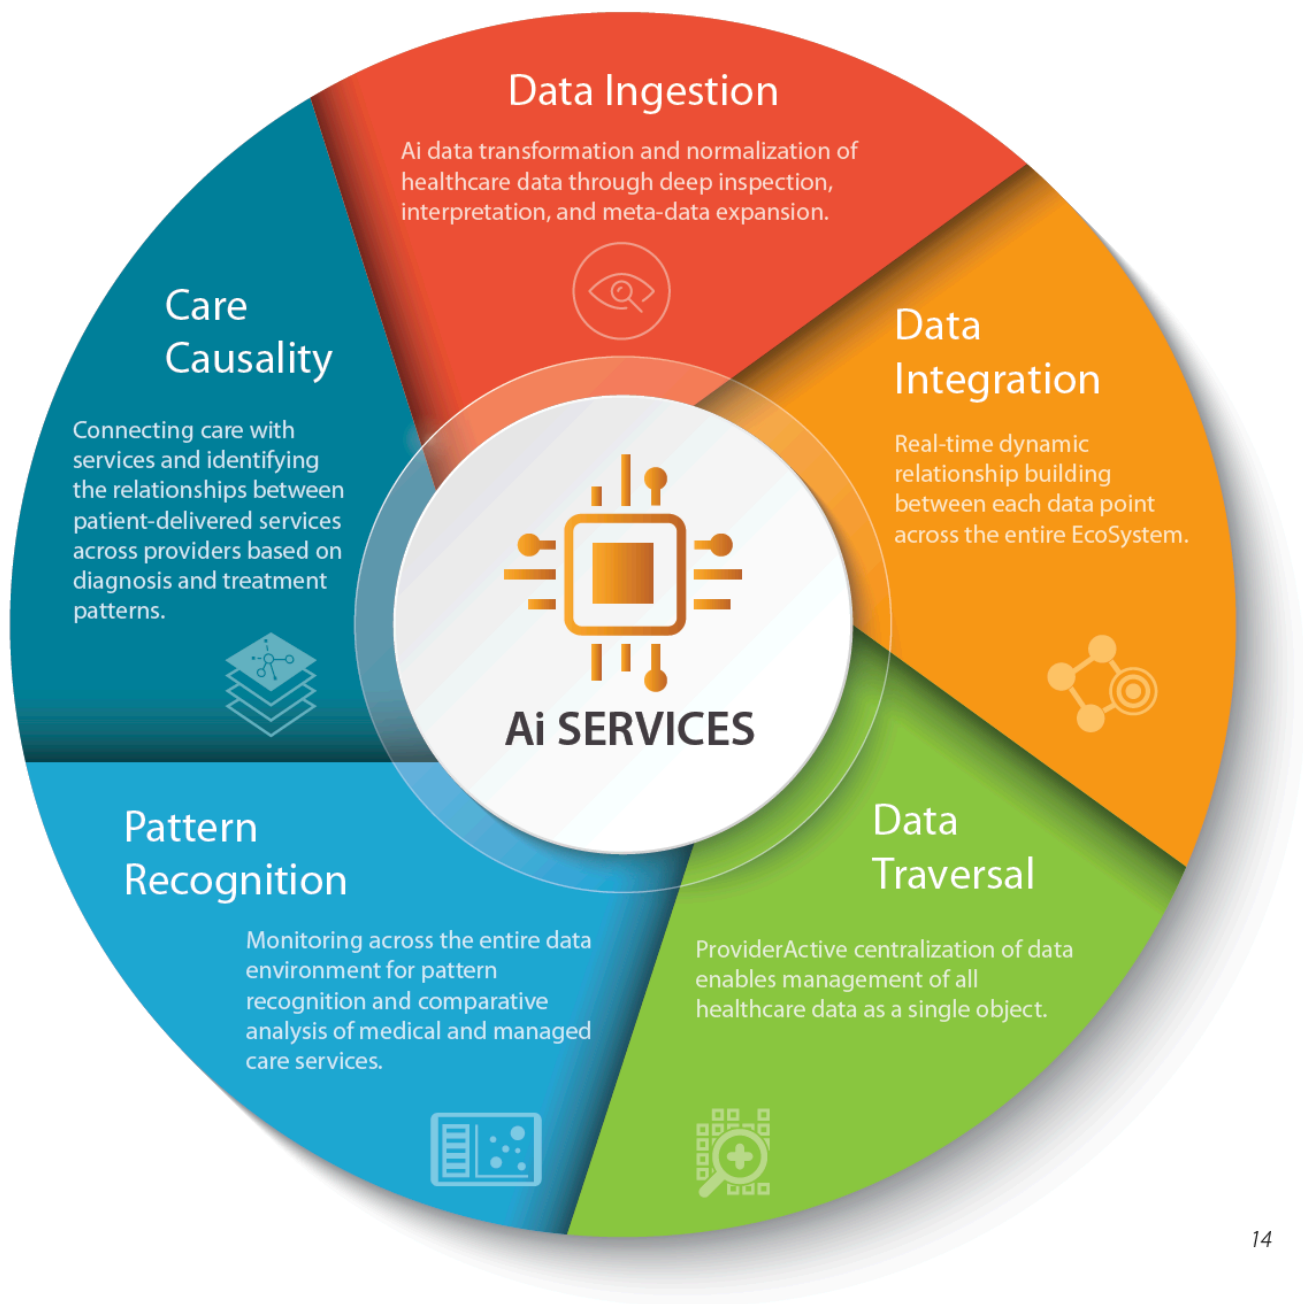 Data Ingestion
Ai data transformation and normalization of
healthcare data through deep inspection,
interpretation, and meta-data expansion.
Data
Integration
Real-time dynamic
relationship building
between each data point
across the entire EcoSystem.
Data
Traversal
ProviderActive centralization of data
enables management of all
healthcare data as a single object.
Pattern
Recognition
Monitoring across the entire data
environment for pattern
recognition and comparative
analysis of medical and managed
care services.
Care
Causality
Connecting care with
services and identifying
the relationships between
patient-delivered services
across providers based on
diagnosis and treatment
patterns.
Ai SERVICES
14